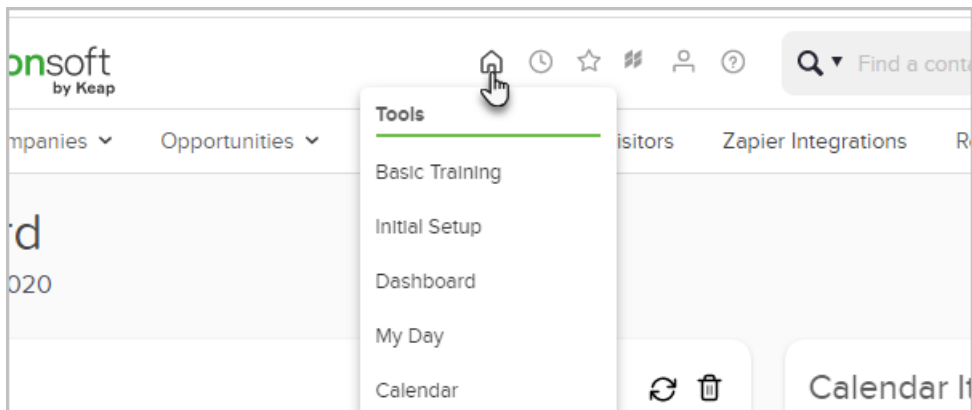 onsoft
by Keap
Find a conta
Tools
mpanies Opportunities isitors Zapier Integrations R
Basic Training
Initial Setup
rd
Dashboard
020
My Day
Calendar
Calendar It